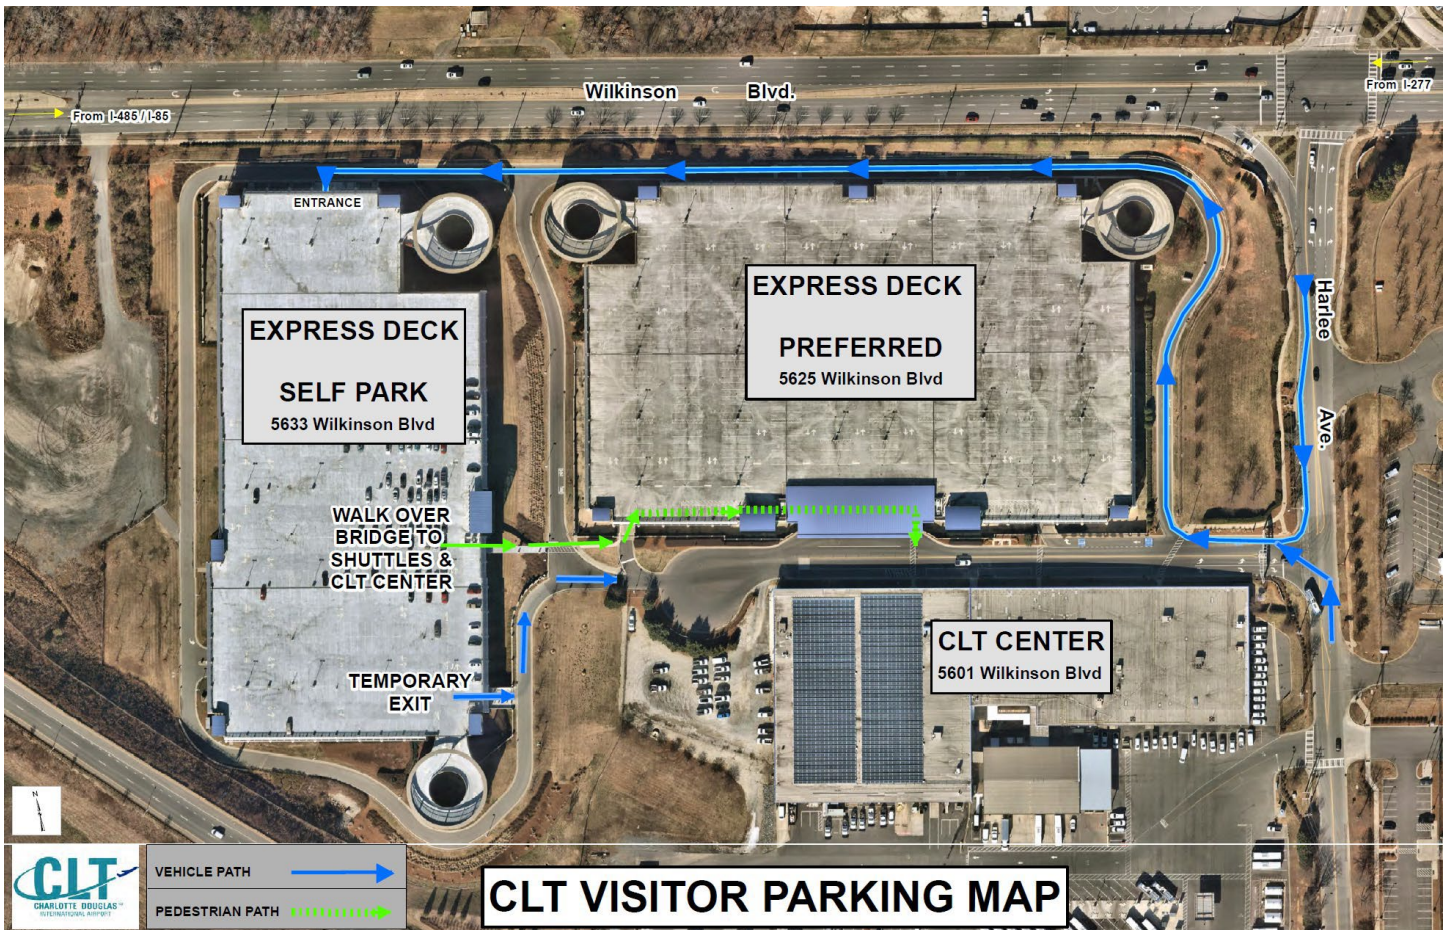 Wilkinson Blvd.
From I-485 / I-85
From I-277
ENTRANCE
EXPRESS DECK
SELF PARK
5633 Wilkinson Blvd
EXPRESS DECK
PREFERRED
5625 Wilkinson Blvd
Harlee Ave.
WALK OVER
BRIDGE TO
SHUTTLES &
CLT CENTER
TEMPORARY
EXIT
CLT CENTER
5601 Wilkinson Blvd
N
CLT
CHARLOTTE DOUGLAS™
INTERNATIONAL AIRPORT
VEHICLE PATH
PEDESTRIAN PATH
CLT VISITOR PARKING MAP